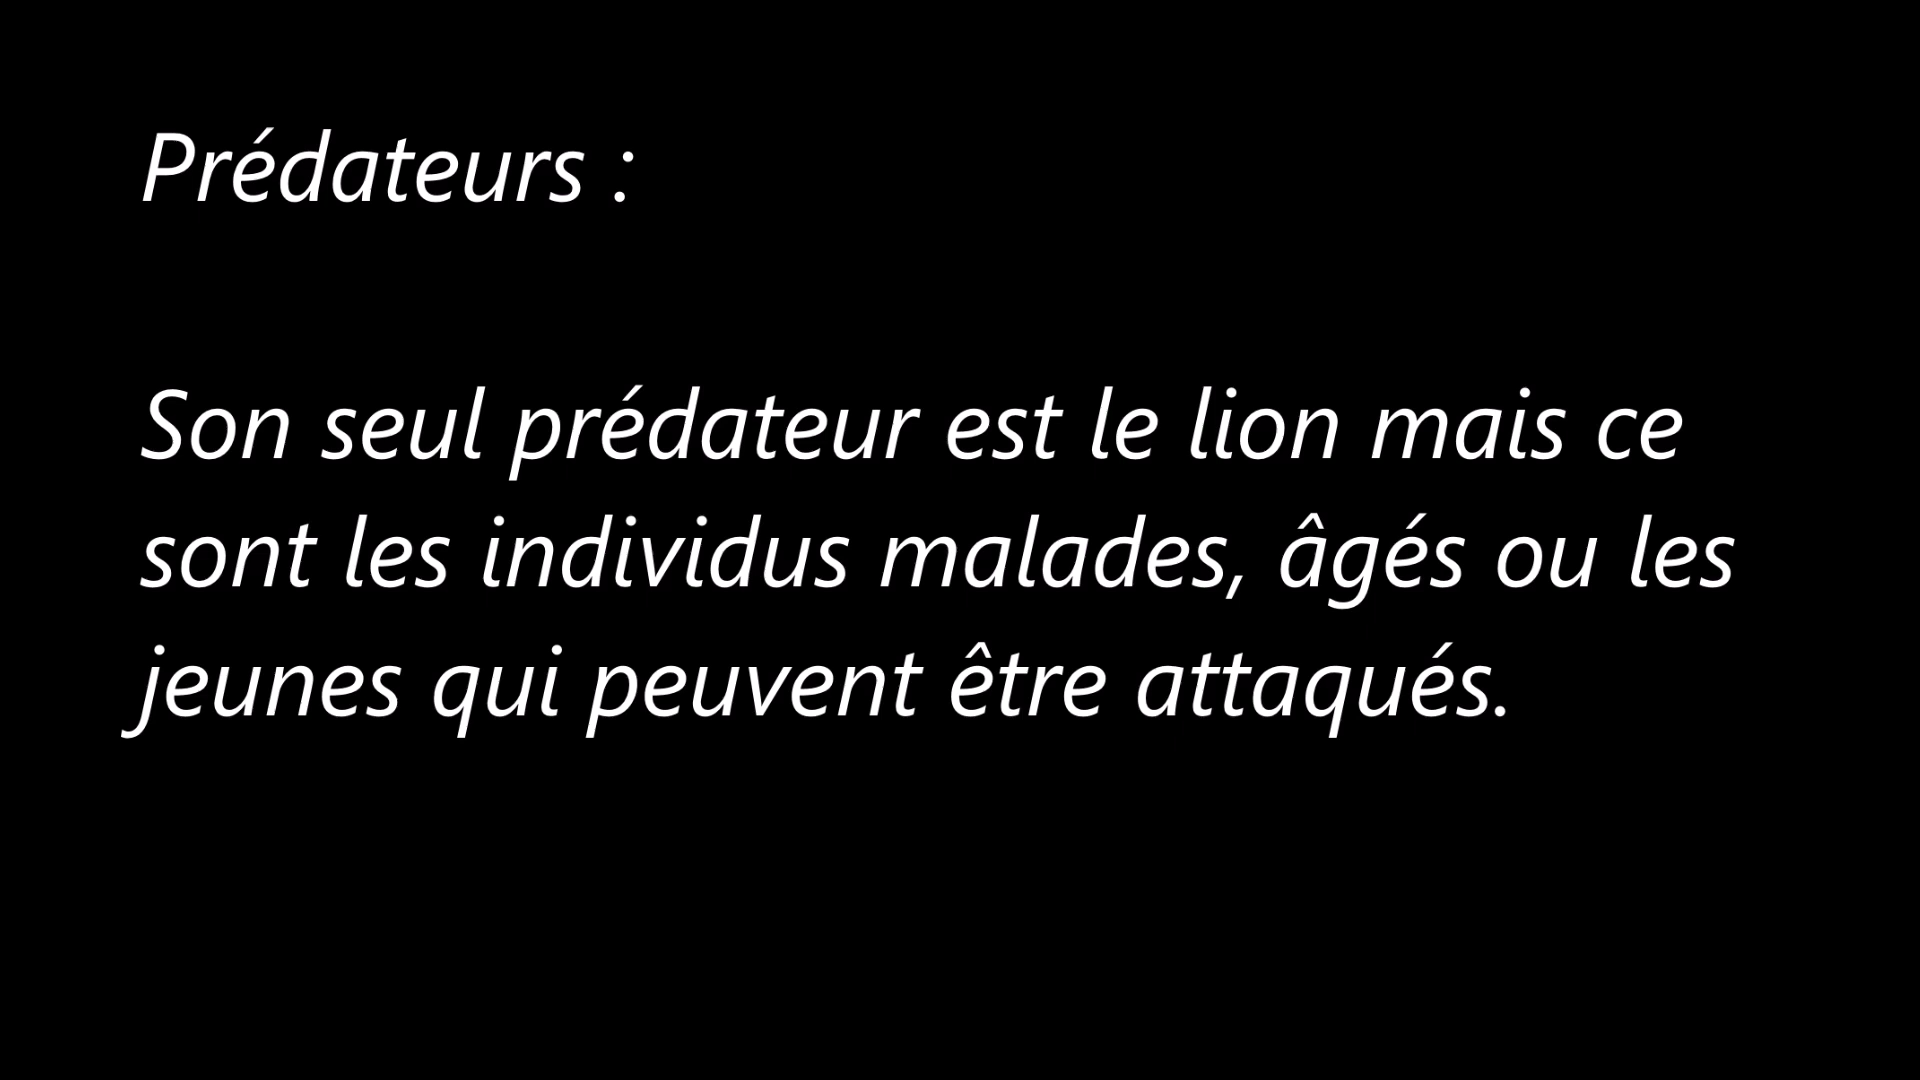 Prédateurs :
Son seul prédateur est le lion mais ce
sont les individus malades, âgés ou les
jeunes qui peuvent être attaqués.